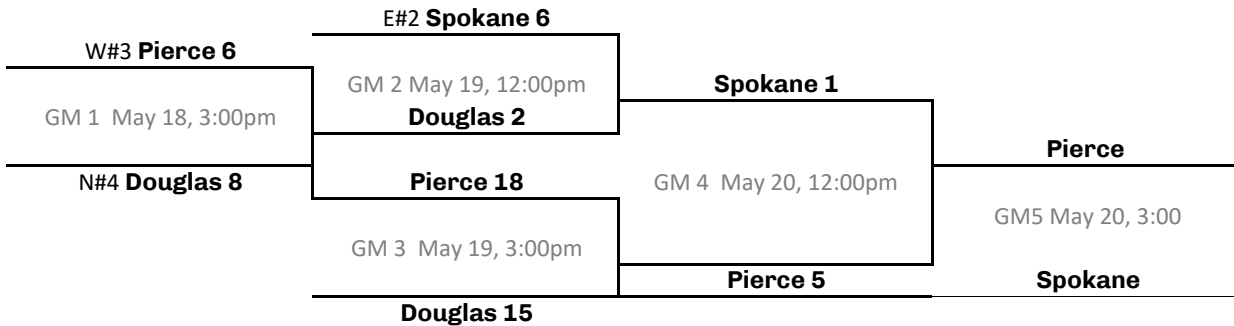 E#2 Spokane 6
W#3 Pierce 6
GM 2 May 19, 12:00pm
Spokane 1
GM 1 May 18, 3:00pm
Douglas 2
Pierce
N#4 Douglas 8
Pierce 18
GM 4 May 20, 12:00pm
GM5 May 20, 3:00
GM 3 May 19, 3:00pm
Pierce 5
Spokane
Douglas 15